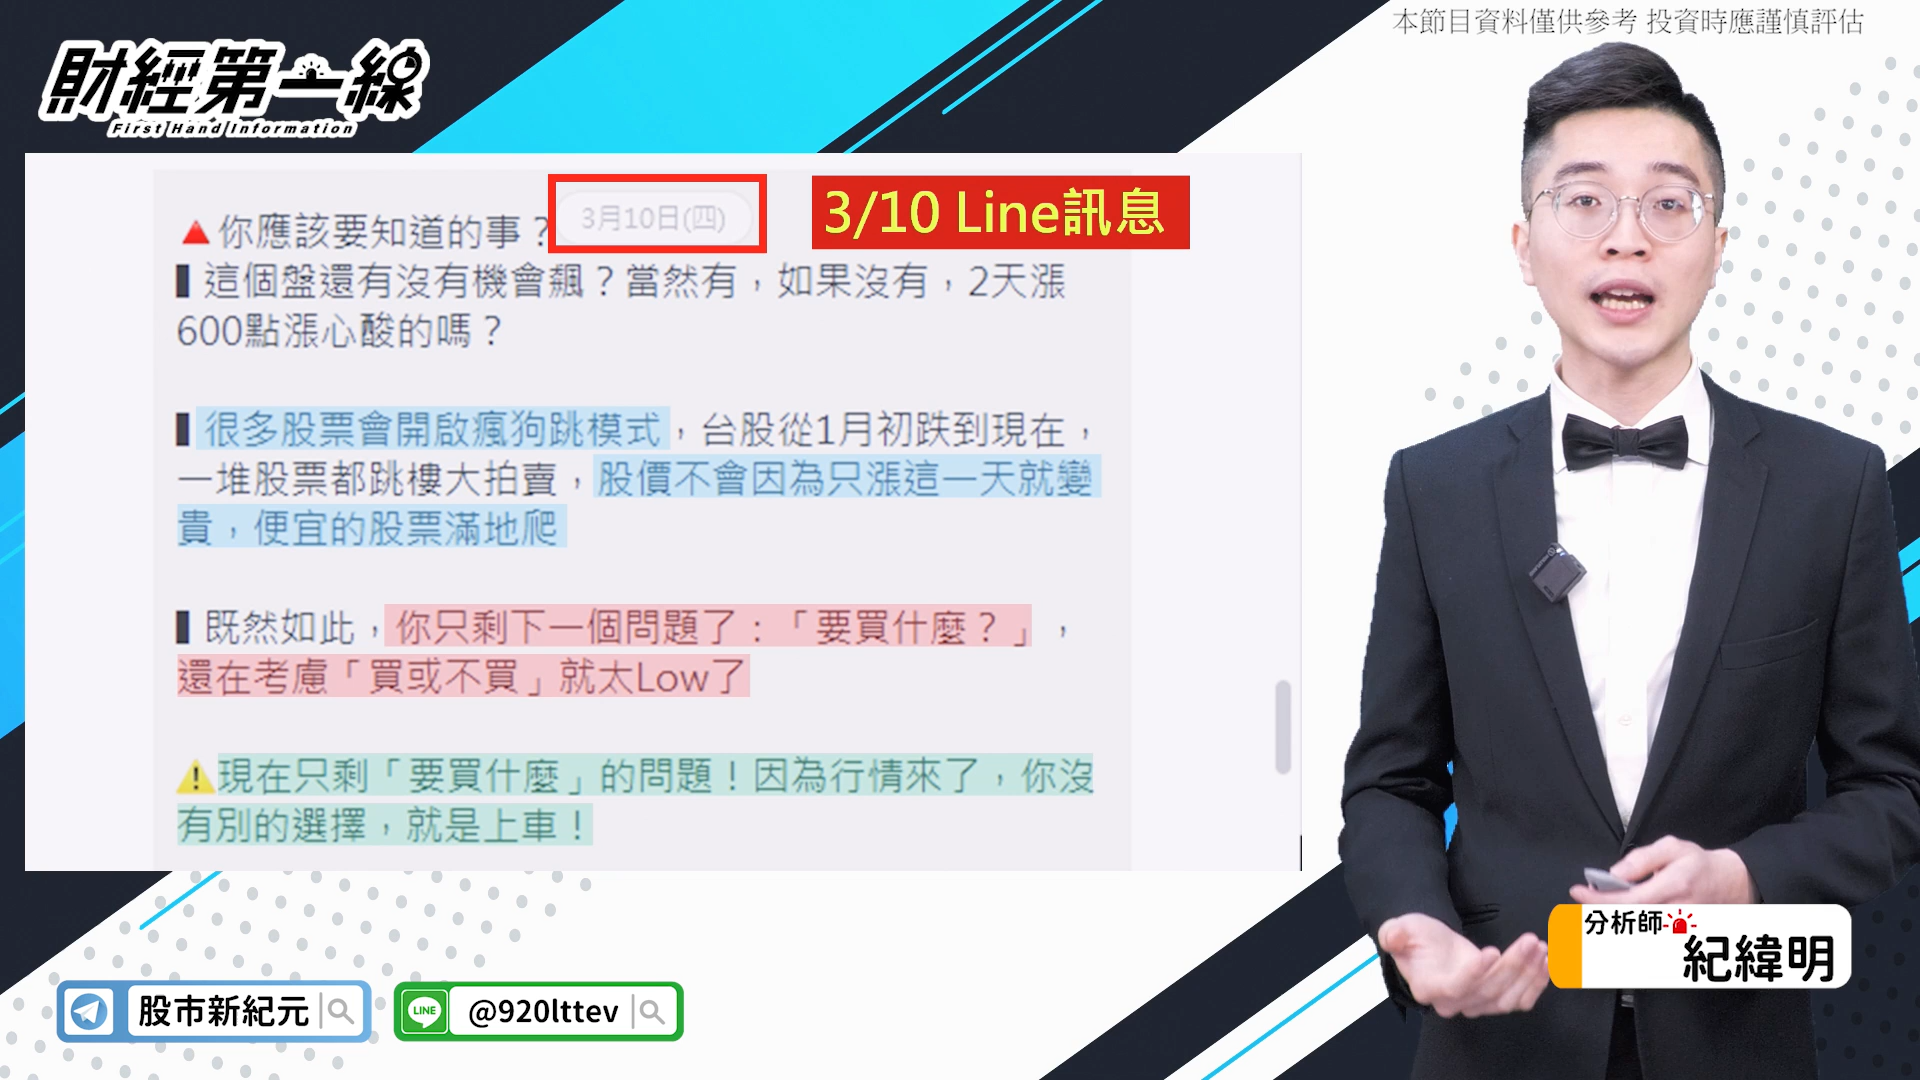 本節目資料僅供參考 投資時應謹慎評估
財經第一線
First Hand Information
3月10日(四)
3/10 Line訊息
🔺你應該要知道的事？
▌這個盤還有沒有機會飆？當然有，如果沒有，2天漲
600點漲心酸的嗎？
▌很多股票會開啟瘋狗跳模式，台股從1月初跌到現在，
一堆股票都跳樓大拍賣，股價不會因為只漲這一天就變
貴，便宜的股票滿地爬
▌既然如此，你只剩下一個問題了：「要買什麼？」，
還在考慮「買或不買」就太Low了
⚠️現在只剩「要買什麼」的問題！因為行情來了，你沒
有別的選擇，就是上車！
分析師
紀緯明
股市新紀元
LINE
@920lttev